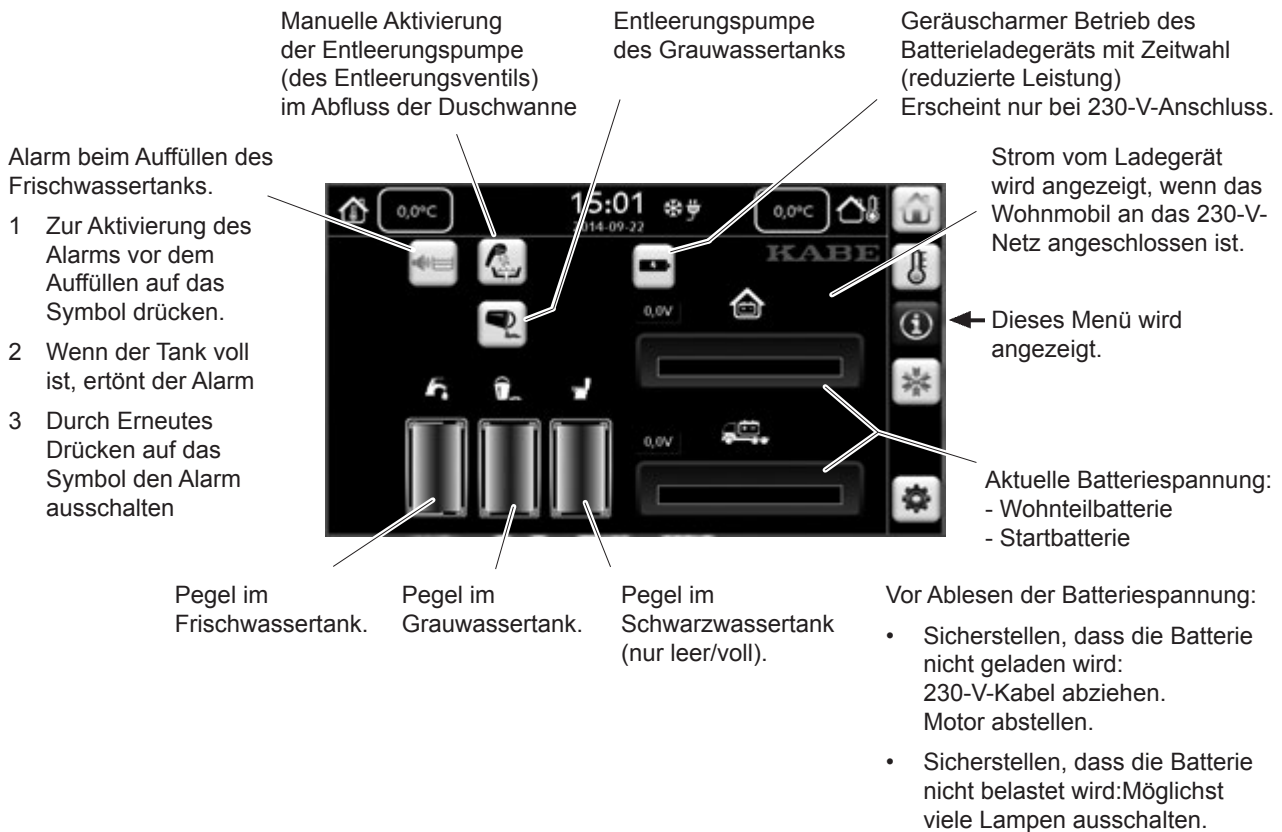 Manuelle Aktivierung
der Entleerungspumpe
(des Entleerungsventils)
im Abfluss der Duschwanne
Entleerungspumpe
des Grauwassertanks
Geräuscharmer Betrieb des
Batterieladegeräts mit Zeitwahl
(reduzierte Leistung)
Erscheint nur bei 230-V-Anschluss.
Alarm beim Auffüllen des
Frischwassertanks.
1 Zur Aktivierung des
Alarms vor dem
Auffüllen auf das
Symbol drücken.
2 Wenn der Tank voll
ist, ertönt der Alarm
3 Durch Erneutes
Drücken auf das
Symbol den Alarm
ausschalten
0,0°C
15:01
2014-09-22
0,0°C
KABE
0,0V
0,0V
Strom vom Ladegerät
wird angezeigt, wenn das
Wohnmobil an das 230-V-
Netz angeschlossen ist.
Dieses Menü wird
angezeigt.
Aktuelle Batteriespannung:
- Wohnteilbatterie
- Startbatterie
Pegel im
Frischwassertank.
Pegel im
Grauwassertank.
Pegel im
Schwarzwassertank
(nur leer/voll).
Vor Ablesen der Batteriespannung:
• Sicherstellen, dass die Batterie
nicht geladen wird:
230-V-Kabel abziehen.
Motor abstellen.
• Sicherstellen, dass die Batterie
nicht belastet wird:Möglichst
viele Lampen ausschalten.